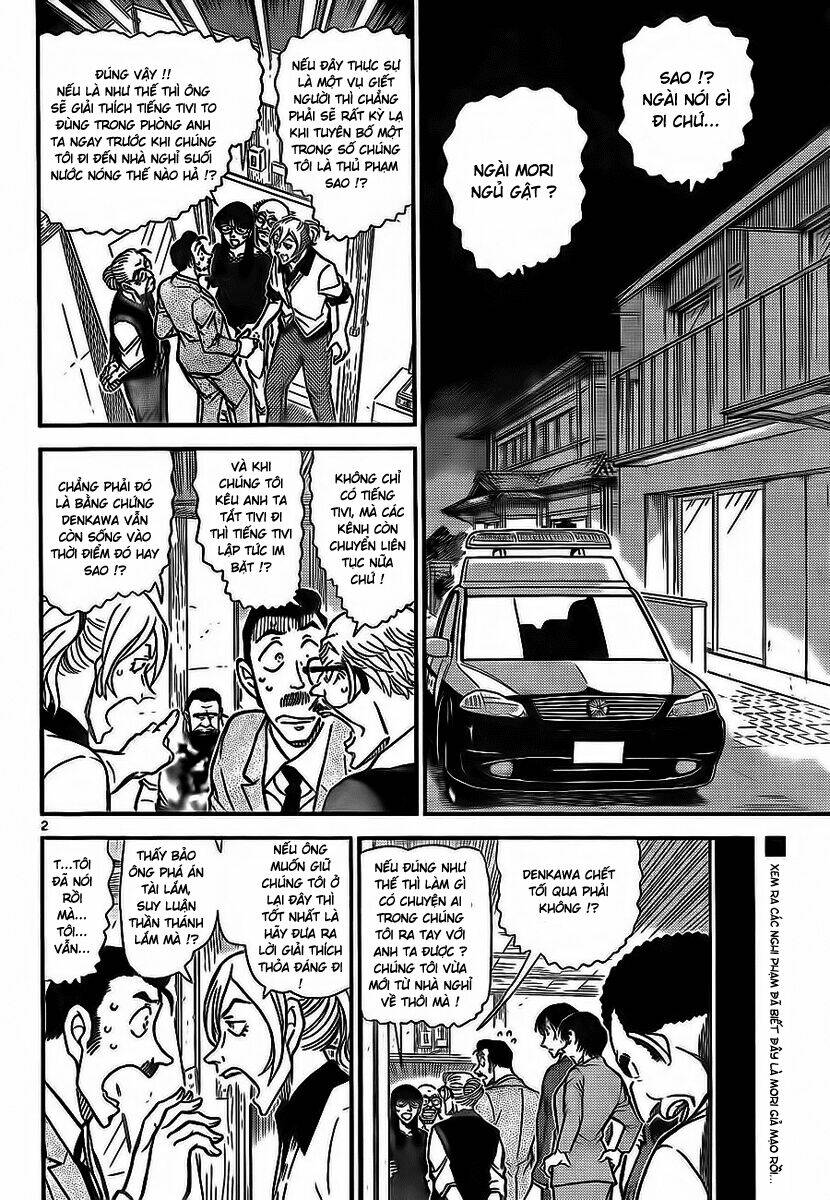 SAO !?
NGÀI NÓI GÌ
ĐI CHỨ...
NGÀI MORI
NGỦ GẬT ?
NẾU ĐÂY THỰC SỰ
LÀ MỘT VỤ GIẾT
NGƯỜI THÌ CHẲNG
PHẢI SẼ RẤT KỲ LẠ
KHI TUYÊN BỐ MỘT
TRONG SỐ CHÚNG
TÔI LÀ THỦ PHẠM
SAO !?
ĐÚNG VẬY !!
NẾU LÀ NHƯ THẾ THÌ ÔNG
SẼ GIẢI THÍCH TIẾNG TIVI TO
ĐÙNG TRONG PHÒNG ANH
TA NGAY TRƯỚC KHI CHÚNG
TÔI ĐI ĐẾN NHÀ NGHỈ SUỐI
NƯỚC NÓNG THẾ NÀO HẢ !?
KHÔNG CHỈ
CÓ TIẾNG
TIVI, MÀ CÁC
KÊNH CÒN
CHUYỂN LIÊN
TỤC NỮA
CHỨ !
VÀ KHI
CHÚNG TÔI
KÊU ANH TA
TẮT TIVI ĐI
THÌ TIẾNG TIVI
LẬP TỨC IM
BẶT !?
CHẲNG PHẢI ĐÓ
LÀ BẰNG CHỨNG
DENKAWA VẪN
CÒN SỐNG VÀO
THỜI ĐIỂM ĐÓ HAY
SAO !?
2
XEM RA CÁC NGHI PHẠM ĐÃ BIẾT ĐÂY LÀ MORI GIẢ MẠO RỒI...
DENKAWA CHẾT
TỐI QUA PHẢI
KHÔNG !?
NẾU ĐÚNG NHƯ
THẾ THÌ LÀM GÌ
CÓ CHUYỆN AI
TRONG CHÚNG
TÔI RA TAY VỚI
ANH TA ĐƯỢC ?
CHÚNG TÔI VỪA
MỚI TỪ NHÀ NGHỈ
VỀ THÔI MÀ !
NẾU ÔNG
MUỐN GIỮ
CHÚNG TÔI Ở
LẠI ĐÂY THÌ
TỐT NHẤT LÀ
HÃY ĐƯA RA
LỜI GIẢI THÍCH
THỎA ĐÁNG ĐI
!
THẤY BẢO
ÔNG PHÁ ÁN
TÀI LẮM,
SUY LUẬN
THẦN THÁNH
LẮM MÀ !?
T...TÔI
ĐÃ NÓI
RỒI
MÀ...
TÔI...
VẪN...